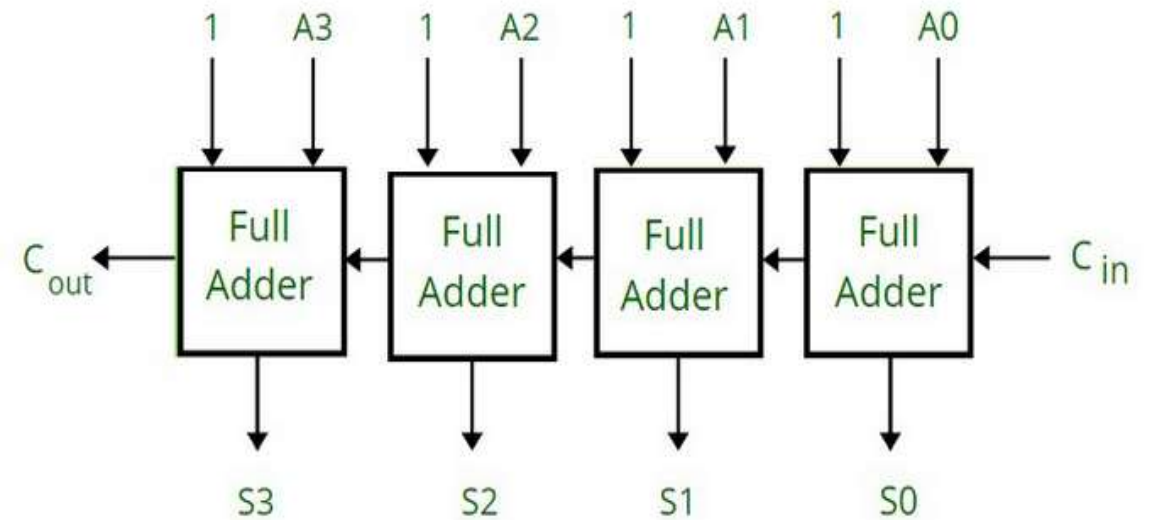 1 A3 1 A2 1 A1 1 A0
Full Full Full Full
Adder Adder Adder Adder
Cout Cin
S3 S2 S1 S0